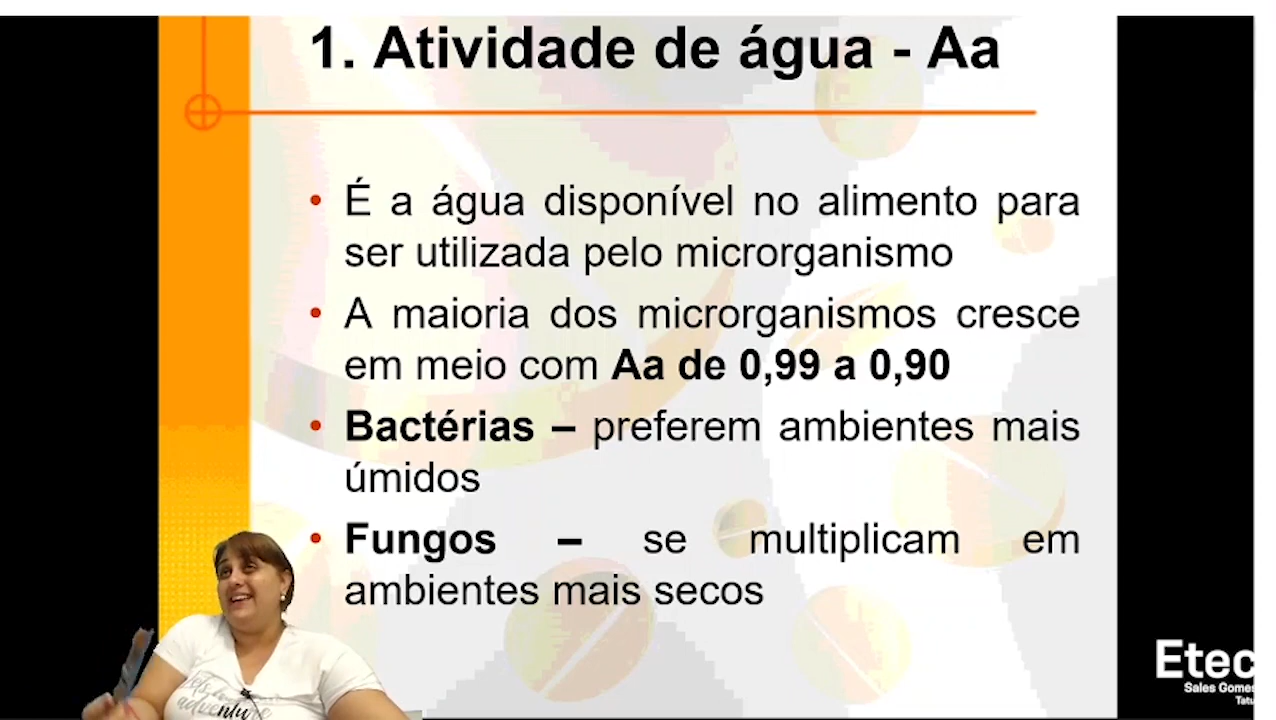 1. Atividade de água - Aa
• É a água disponível no alimento para
ser utilizada pelo microrganismo
• A maioria dos microrganismos cresce
em meio com Aa de 0,99 a 0,90
• Bactérias – preferem ambientes mais
úmidos
• Fungos – se multiplicam em
ambientes mais secos
adventure
Etec
Sales Gomes
Tatu